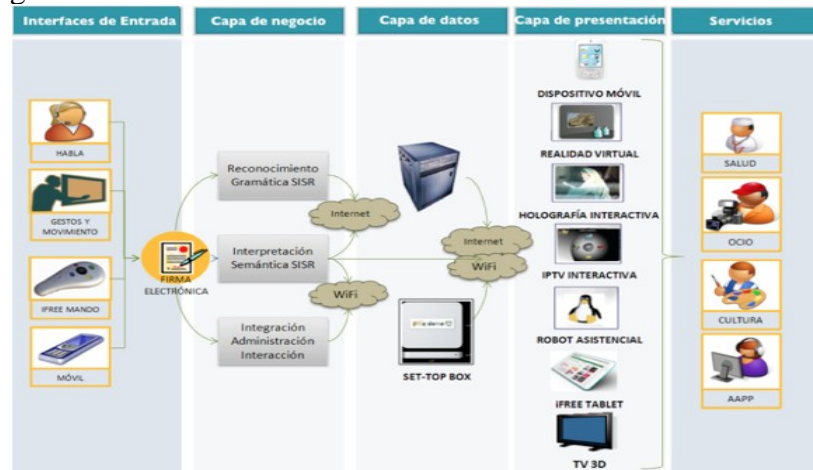 Interfaces de Entrada
Capa de negocio
Capa de datos
Capa de presentación
Servicios
HABLA
GESTOS Y
MOVIMIENTO
IFREE MANDO
MÓVIL
FIRMA
ELECTRÓNICA
Reconocimiento
Gramática SISR
Interpretación
Semántica SISR
Integración
Administración
Interacción
Internet
WiFi
Internet
WiFi
SET-TOP BOX
DISPOSITIVO MÓVIL
REALIDAD VIRTUAL
HOLOGRAFÍA INTERACTIVA
IPTV INTERACTIVA
ROBOT ASISTENCIAL
iFREE TABLET
TV 3D
SALUD
OCIO
CULTURA
AAPP